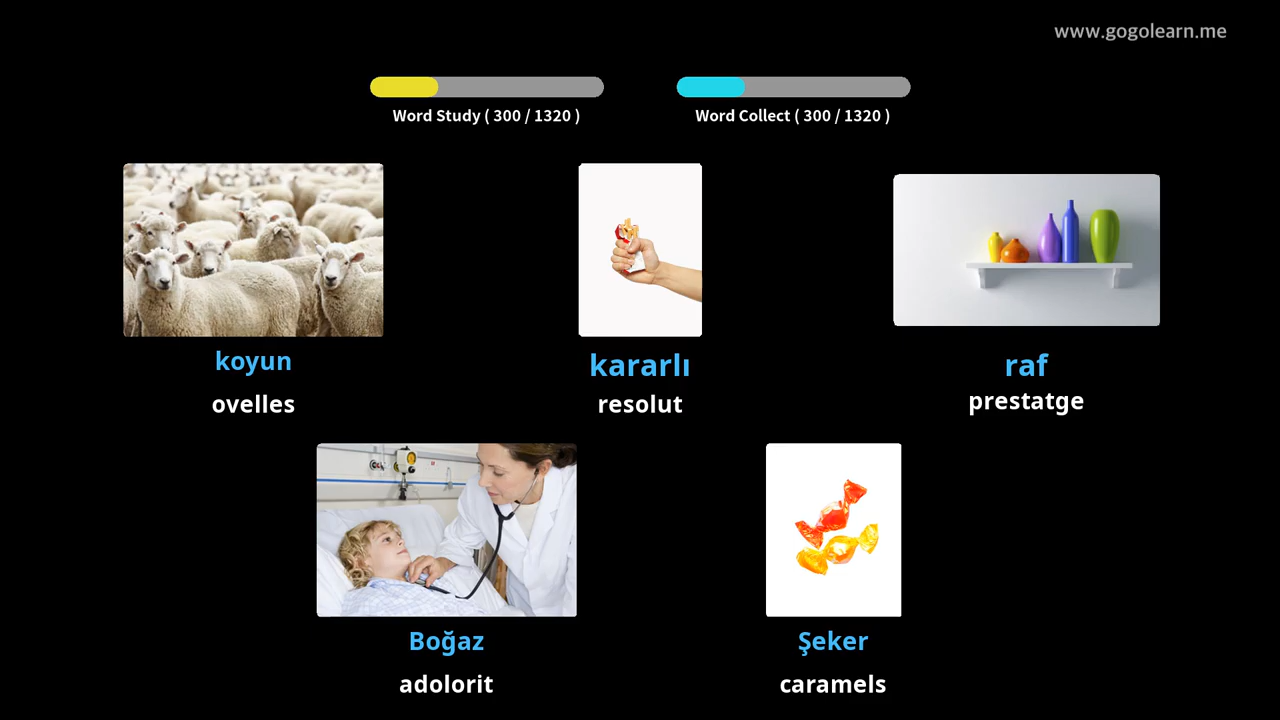 www.gogolearn.me
Word Study ( 300 / 1320 )
Word Collect ( 300 / 1320 )
koyun
ovelles
kararlı
resolut
raf
prestatge
Boğaz
adolorit
Şeker
caramels